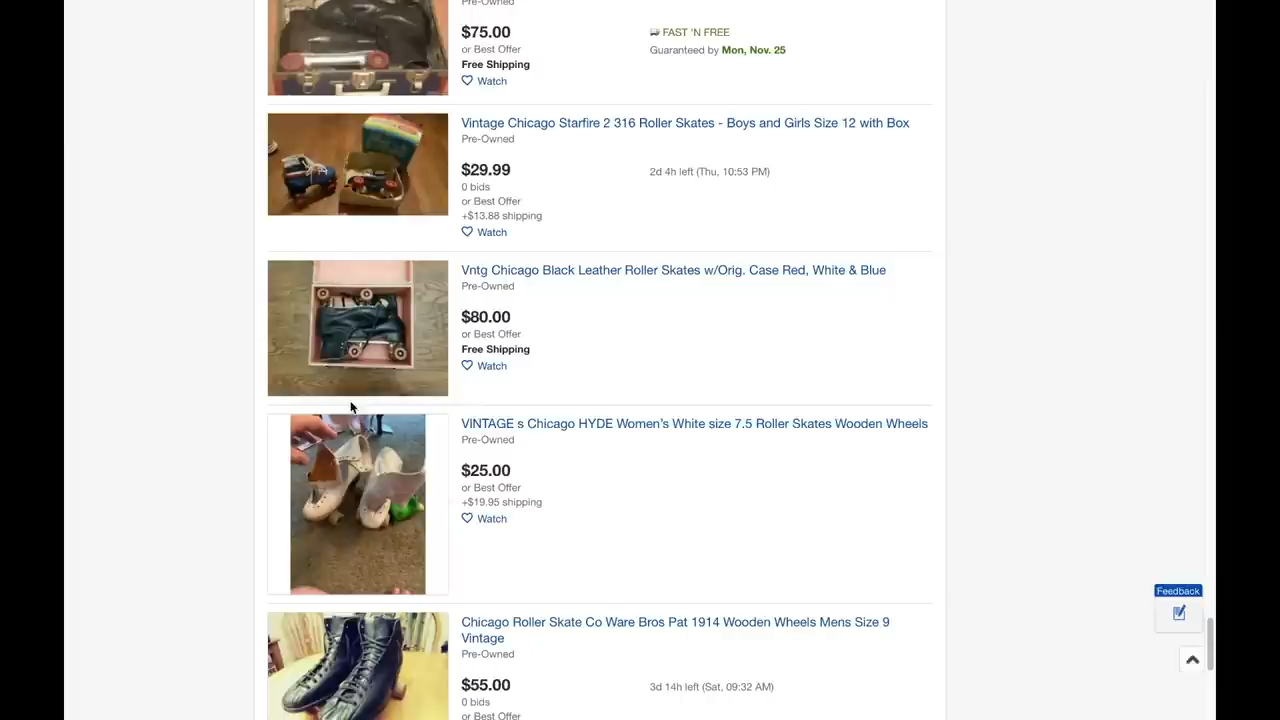 Pre-Owned
$75.00
or Best Offer
Free Shipping
Watch
FAST 'N FREE
Guaranteed by Mon, Nov. 25
Vintage Chicago Starfire 2 316 Roller Skates - Boys and Girls Size 12 with Box
Pre-Owned
$29.99
0 bids
or Best Offer
+$13.88 shipping
Watch
2d 4h left (Thu, 10:53 PM)
Vntg Chicago Black Leather Roller Skates w/Orig. Case Red, White & Blue
Pre-Owned
$80.00
or Best Offer
Free Shipping
Watch
VINTAGE s Chicago HYDE Women’s White size 7.5 Roller Skates Wooden Wheels
Pre-Owned
$25.00
or Best Offer
+$19.95 shipping
Watch
Chicago Roller Skate Co Ware Bros Pat 1914 Wooden Wheels Mens Size 9
Vintage
Pre-Owned
$55.00
0 bids
or Best Offer
3d 14h left (Sat, 09:32 AM)
Feedback